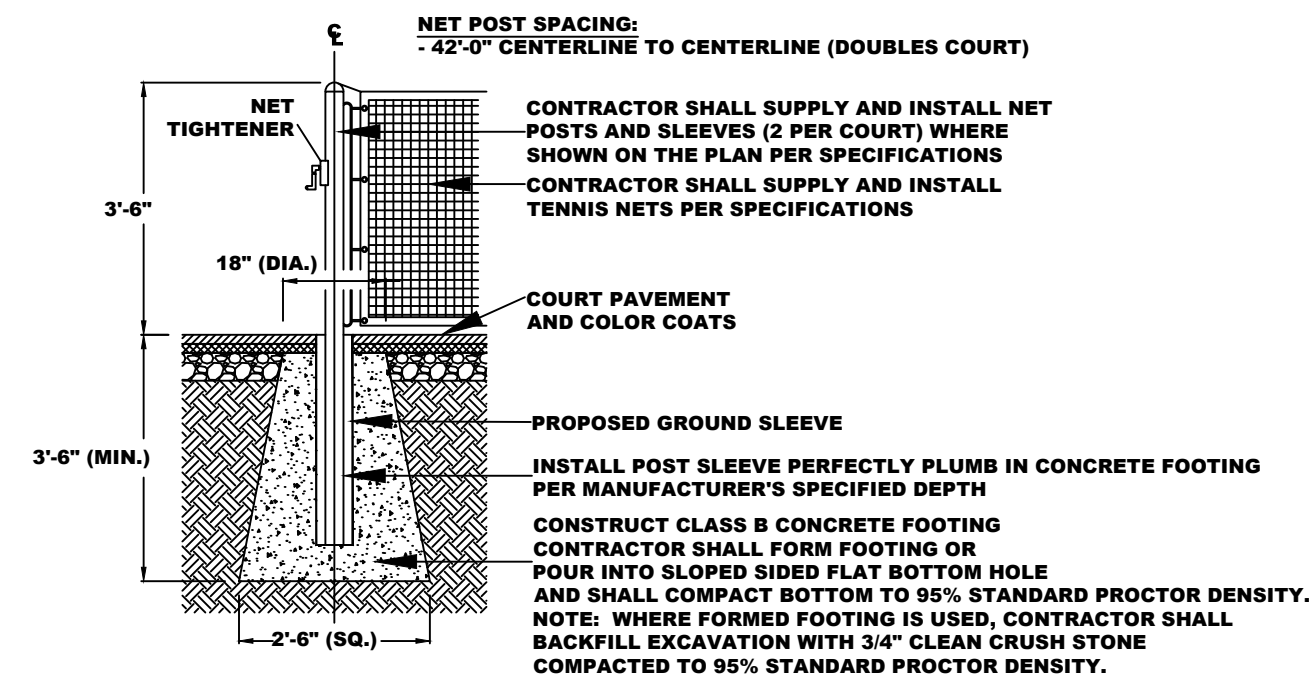 ℄
NET POST SPACING:
- 42'-0" CENTERLINE TO CENTERLINE (DOUBLES COURT)
NET
TIGHTENER
CONTRACTOR SHALL SUPPLY AND INSTALL NET
POSTS AND SLEEVES (2 PER COURT) WHERE
SHOWN ON THE PLAN PER SPECIFICATIONS
CONTRACTOR SHALL SUPPLY AND INSTALL
TENNIS NETS PER SPECIFICATIONS
3'-6"
18" (DIA.)
COURT PAVEMENT
AND COLOR COATS
3'-6" (MIN.)
PROPOSED GROUND SLEEVE
INSTALL POST SLEEVE PERFECTLY PLUMB IN CONCRETE FOOTING
PER MANUFACTURER'S SPECIFIED DEPTH
CONSTRUCT CLASS B CONCRETE FOOTING
CONTRACTOR SHALL FORM FOOTING OR
POUR INTO SLOPED SIDED FLAT BOTTOM HOLE
AND SHALL COMPACT BOTTOM TO 95% STANDARD PROCTOR DENSITY.
NOTE: WHERE FORMED FOOTING IS USED, CONTRACTOR SHALL
BACKFILL EXCAVATION WITH 3/4" CLEAN CRUSH STONE
COMPACTED TO 95% STANDARD PROCTOR DENSITY.
2'-6" (SQ.)